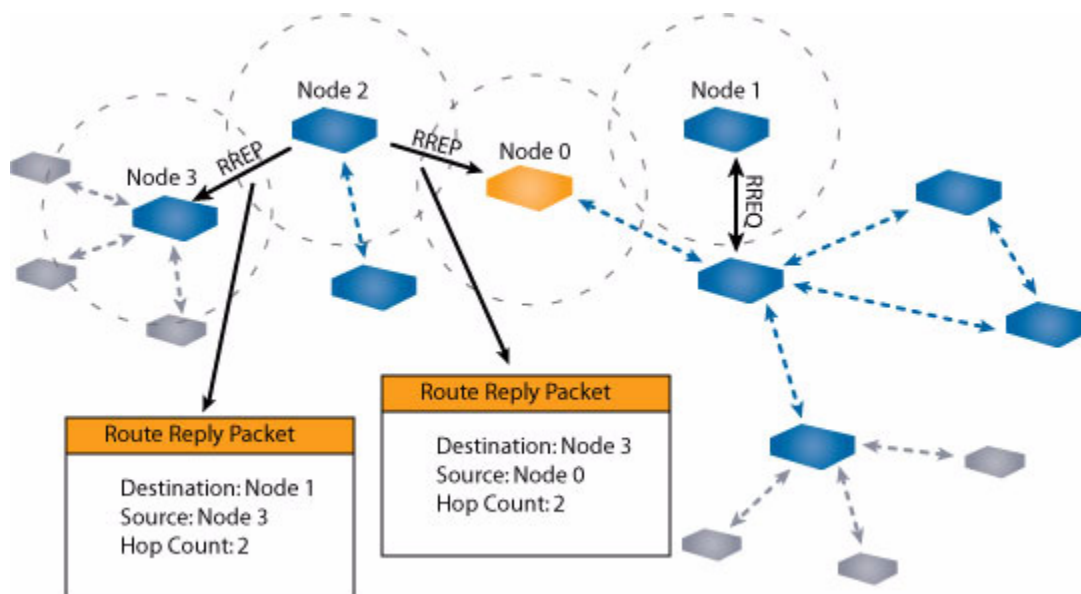 Node 2
Node 1
RREP
RREP
Node 0
Node 3
RREQ
Route Reply Packet
Destination: Node 3
Source: Node 0
Hop Count: 2
Route Reply Packet
Destination: Node 1
Source: Node 3
Hop Count: 2